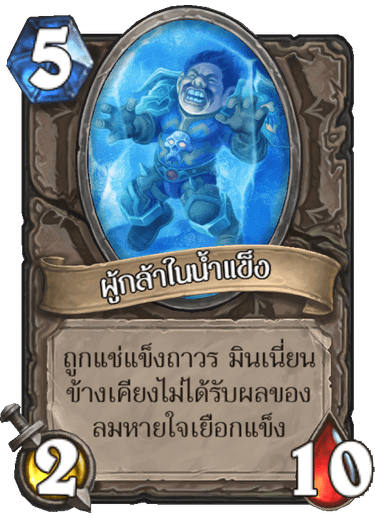 5
ผู้กล้าในน้ำแข็ง
ถูกแช่แข็งถาวร มินเนี่ยน
ข้างเคียงไม่ได้รับผลของ
ลมหายใจเยือกแข็ง
2
10